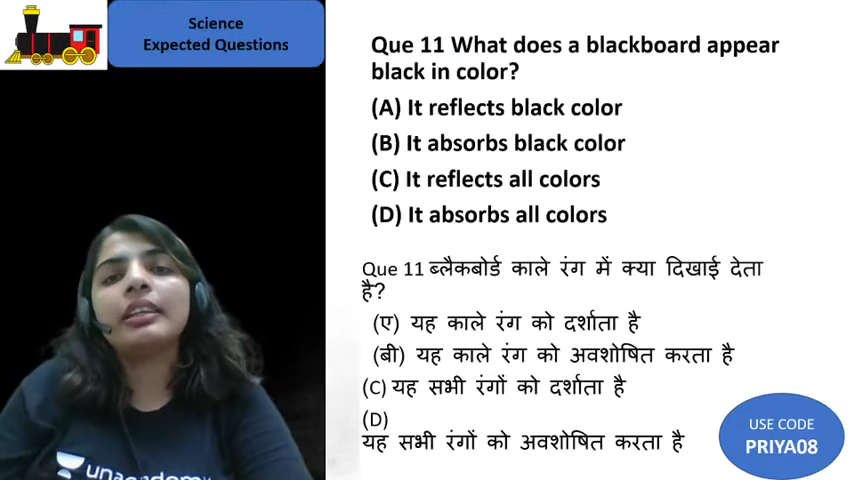 Science
Expected Questions
Que 11 What does a blackboard appear
black in color?
(A) It reflects black color
(B) It absorbs black color
(C) It reflects all colors
(D) It absorbs all colors
Que 11 ब्लैकबोर्ड काले रंग में क्या दिखाई देता
है?
(ए) यह काले रंग को दर्शाता है
(बी) यह काले रंग को अवशोषित करता है
(C) यह सभी रंगों को दर्शाता है
(D)
यह सभी रंगों को अवशोषित करता है
USE CODE
PRIYA08
unacademy